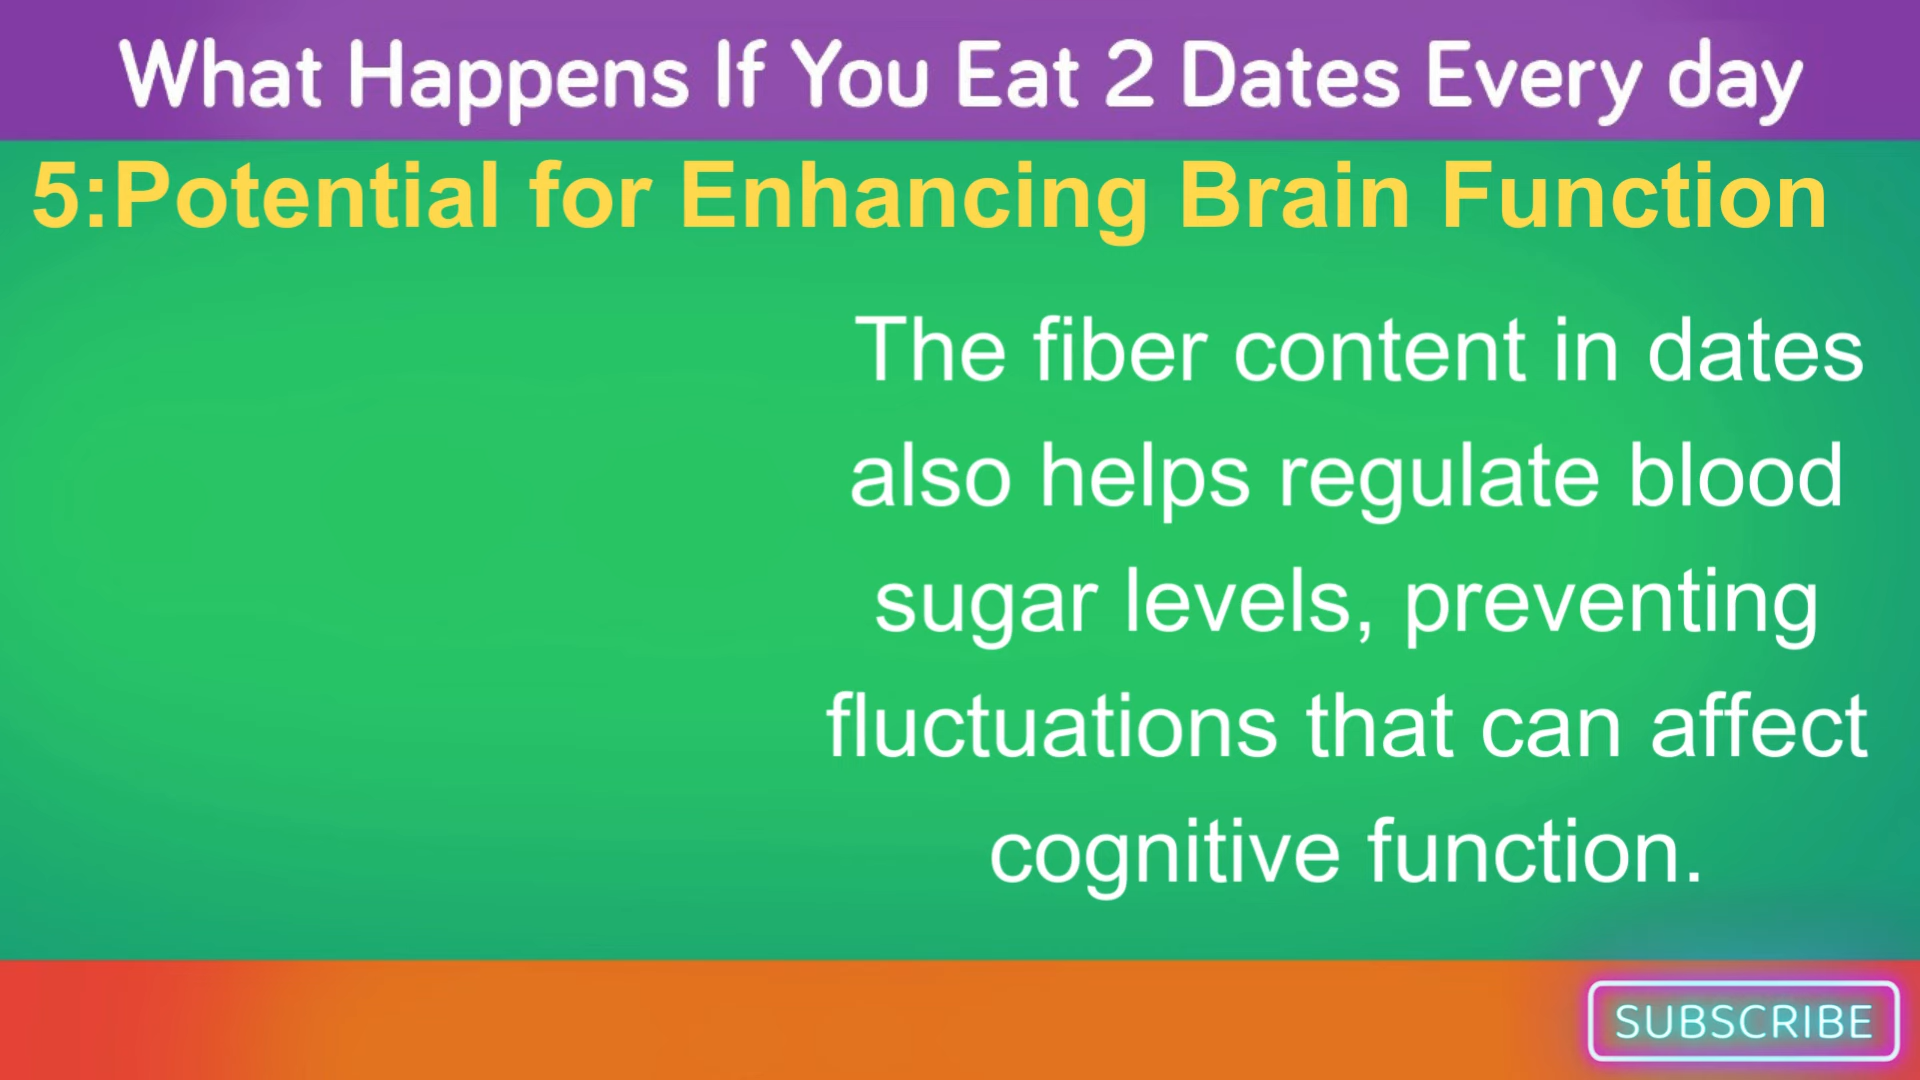 What Happens If You Eat 2 Dates Every day
5:Potential for Enhancing Brain Function
The fiber content in dates
also helps regulate blood
sugar levels, preventing
fluctuations that can affect
cognitive function.
SUBSCRIBE